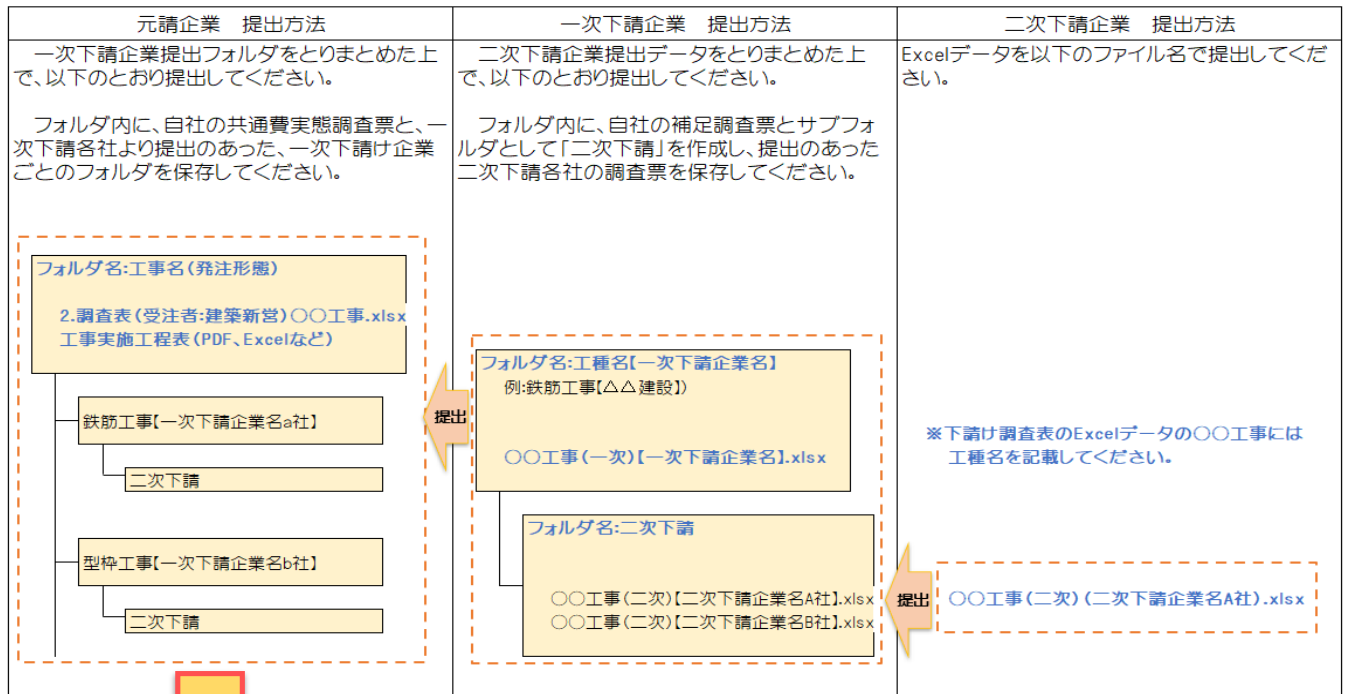 元請企業　提出方法
一次下請企業提出フォルダをとりまとめた上
で、以下のとおり提出してください。
フォルダ内に、自社の共通費実態調査票と、一
次下請各社より提出のあった、一次下請け企業
ごとのフォルダを保存してください。
フォルダ名:工事名(発注形態)
2.調査表(受注者:建築新営)〇〇工事.xlsx
工事実施工程表(PDF、Excelなど)
鉄筋工事【一次下請企業名a社】
二次下請
型枠工事【一次下請企業名b社】
二次下請
一次下請企業　提出方法
二次下請企業提出データをとりまとめた上
で、以下のとおり提出してください。
フォルダ内に、自社の補足調査票とサブフォ
ルダとして「二次下請」を作成し、提出のあった
二次下請各社の調査票を保存してください。
提出
フォルダ名:工種名【一次下請企業名】
例:鉄筋工事【△△建設】)
〇〇工事(一次)【一次下請企業名】.xlsx
フォルダ名:二次下請
〇〇工事(二次)【二次下請企業名A社】.xlsx
〇〇工事(二次)【二次下請企業名B社】.xlsx
二次下請企業　提出方法
Excelデータを以下のファイル名で提出してくだ
さい。
※下請け調査表のExcelデータの〇〇工事には
工種名を記載してください。
提出
〇〇工事(二次)(二次下請企業名A社).xlsx